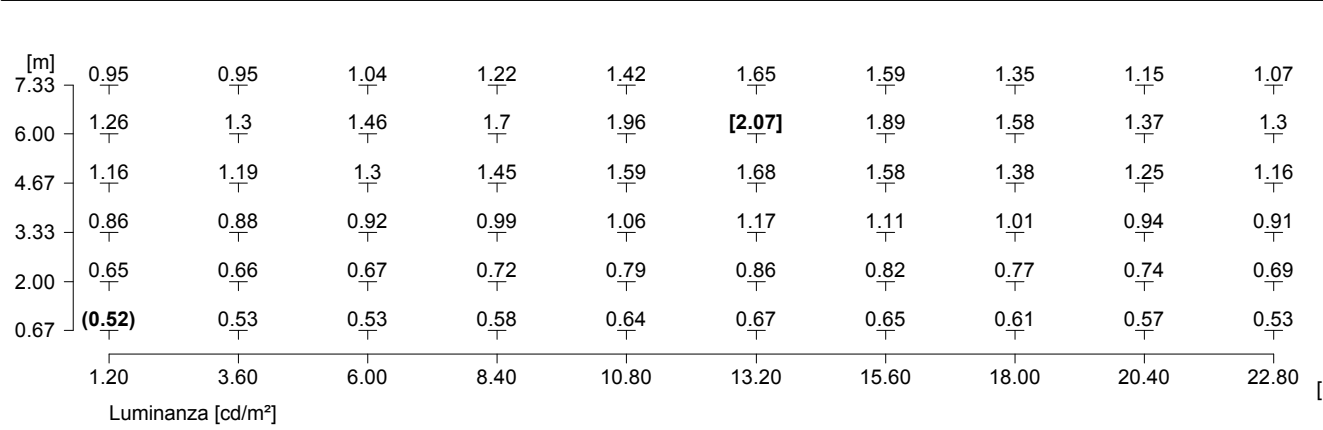 [m]
7.33 0.95 0.95 1.04 1.22 1.42 1.65 1.59 1.35 1.15 1.07
6.00 1.26 1.3 1.46 1.7 1.96 [2.07] 1.89 1.58 1.37 1.3
4.67 1.16 1.19 1.3 1.45 1.59 1.68 1.58 1.38 1.25 1.16
3.33 0.86 0.88 0.92 0.99 1.06 1.17 1.11 1.01 0.94 0.91
2.00 0.65 0.66 0.67 0.72 0.79 0.86 0.82 0.77 0.74 0.69
0.67 (0.52) 0.53 0.53 0.58 0.64 0.67 0.65 0.61 0.57 0.53
1.20 3.60 6.00 8.40 10.80 13.20 15.60 18.00 20.40 22.80
[
Luminanza [cd/m²]